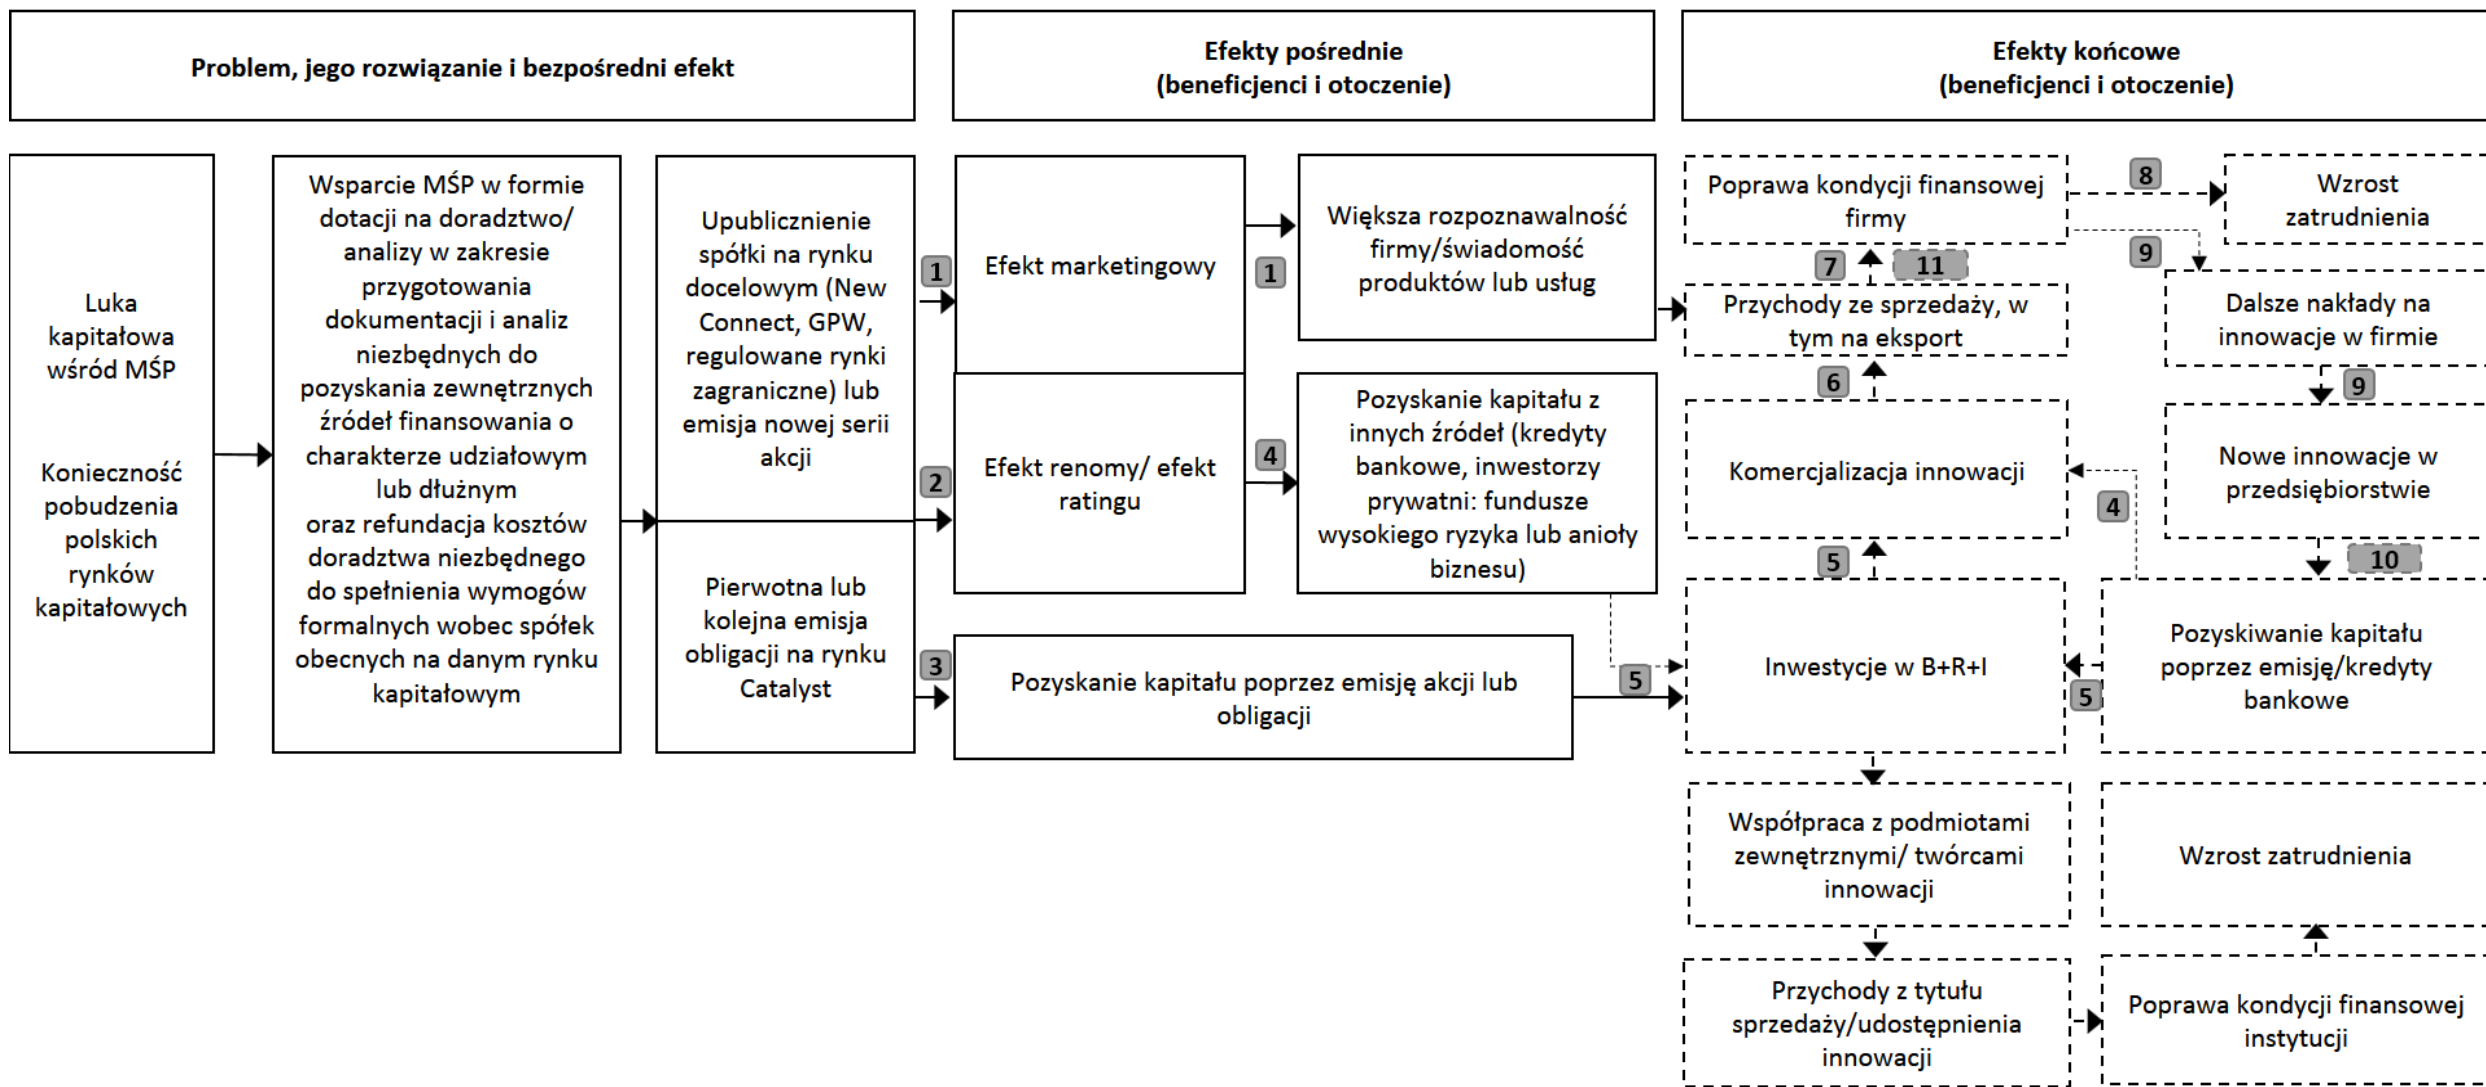 Problem, jego rozwiązanie i bezpośredni efekt
Efekty pośrednie
(beneficjenci i otoczenie)
Efekty końcowe
(beneficjenci i otoczenie)
Luka
kapitałowa
wśród MŚP
Konieczność
pobudzenia
polskich
rynków
kapitałowych
Wsparcie MŚP w formie
dotacji na doradztwo/
analizy w zakresie
przygotowania
dokumentacji i analiz
niezbędnych do
pozyskania zewnętrznych
źródeł finansowania o
charakterze udziałowym
lub dłużnym
oraz refundacja kosztów
doradztwa niezbędnego
do spełnienia wymogów
formalnych wobec spółek
obecnych na danym rynku
kapitałowym
Upublicznienie
spółki na rynku
docelowym (New
Connect, GPW,
regulowane rynki
zagraniczne) lub
emisja nowej serii
akcji
Pierwotna lub
kolejna emisja
obligacji na rynku
Catalyst
1
2
3
Efekt marketingowy
Efekt renomy/ efekt
ratingu
1
4
Większa rozpoznawalność
firmy/świadomość
produktów lub usług
Pozyskanie kapitału z
innych źródeł (kredyty
bankowe, inwestorzy
prywatni: fundusze
wysokiego ryzyka lub anioły
biznesu)
Pozyskanie kapitału poprzez emisję akcji lub
obligacji
5
Poprawa kondycji finansowej
firmy
7
11
Przychody ze sprzedaży, w
tym na eksport
6
Komercjalizacja innowacji
5
Inwestycje w B+R+I
Współpraca z podmiotami
zewnętrznymi/ twórcami
innowacji
Przychody z tytułu
sprzedaży/udostępnienia
innowacji
8
9
Wzrost
zatrudnienia
Dalsze nakłady na
innowacje w firmie
9
Nowe innowacje w
przedsiębiorstwie
4
10
Pozyskiwanie kapitału
poprzez emisję/kredyty
bankowe
5
Wzrost zatrudnienia
Poprawa kondycji finansowej
instytucji